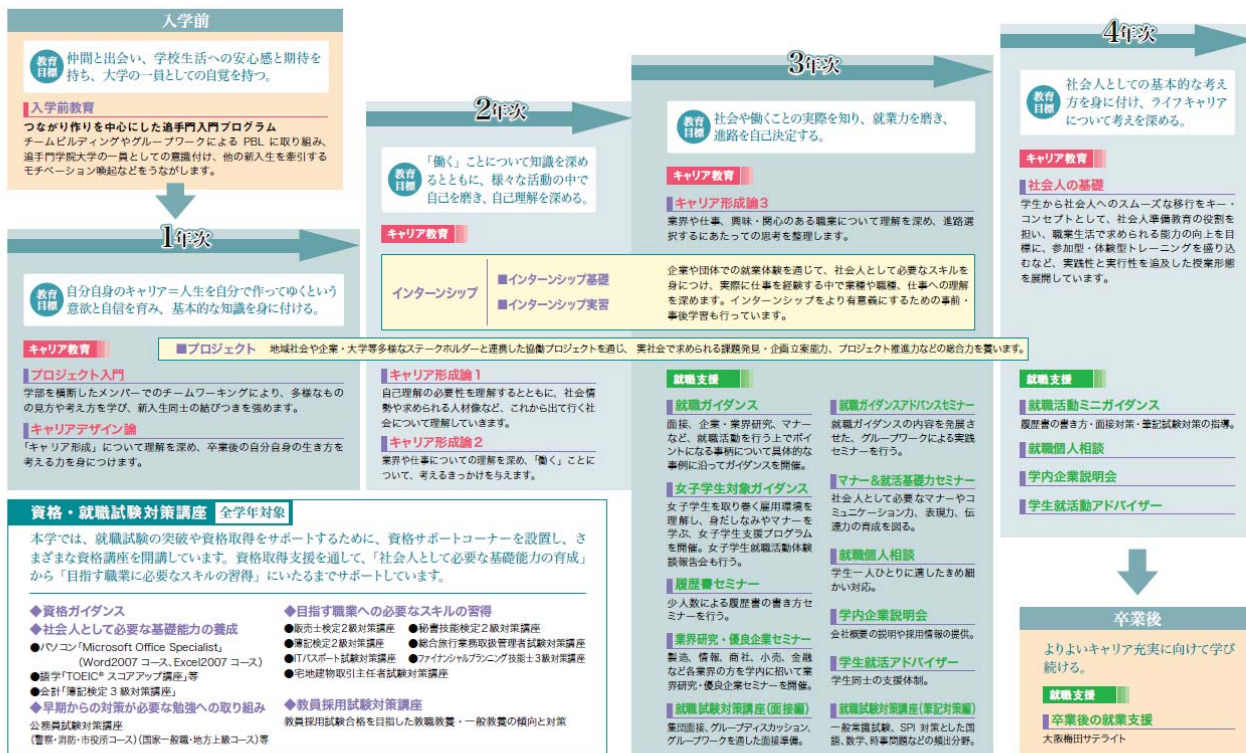 入学前
教育
目標
仲間と出会い、学校生活への安心感と期待を
持ち、大学の一員としての自覚を持つ。
入学前教育
つながり作りを中心にした追手門入門プログラム
チームビルディングやグループワークによる PBL に取り組み、
追手門学院大学の一員としての意識付け、他の新入生を牽引する
モチベーション喚起などをうながします。
1年次
教育
目標
自分自身のキャリア＝人生を自分で作ってゆくという
意欲と自信を育み、基本的な知識を身に付ける。
キャリア教育
■プロジェクト 地域社会や企業・大学等多様なステークホルダーと連携した協働プロジェクトを通じ、実社会で求められる課題発見・企画立案能力、プロジェクト推進力などの総合力を養います。
プロジェクト入門
学部を横断したメンバーでのチームワーキングにより、多様なもの
の見方や考え方を学び、新入生同士の結びつきを強めます。
キャリアデザイン論
「キャリア形成」について理解を深め、卒業後の自分自身の生き方を
考える力を身につけます。
2年次
教育
目標
「働く」ことについて知識を深め
るとともに、様々な活動の中で
自己を磨き、自己理解を深める。
キャリア教育
インターンシップ
■インターンシップ基礎
■インターンシップ実習
企業や団体での就業体験を通じて、社会人として必要なスキルを
身につけ、実際に仕事を経験する中で業種や職種、仕事への理解
を深めます。インターンシップをより有意義にするための事前・
事後学習も行っています。
キャリア形成論1
自己理解の必要性を理解するとともに、社会情
勢や求められる人材像など、これから出て行く社
会について理解していきます。
キャリア形成論2
業界や仕事についての理解を深め、「働く」ことに
ついて、考えるきっかけを与えます。
3年次
教育
目標
社会や働くことの実際を知り、就業力を磨き、
進路を自己決定する。
キャリア教育
キャリア形成論3
業界や仕事、興味・関心のある職業について理解を深め、進路選
択するにあたっての思考を整理します。
就職支援
就職ガイダンス
面接、企業・業界研究、マナー
など、就職活動を行う上でポイ
ントになる事柄について具体的な
事例に沿ってガイダンスを開催。
女子学生対象ガイダンス
女子学生を取り巻く雇用環境を
理解し、身だしなみやマナーを
学ぶ、女子学生支援プログラム
を開催。女子学生就職活動体験
談報告会も行う。
履歴書セミナー
少人数による履歴書の書き方セ
ミナーを行う。
業界研究・優良企業セミナー
製造、情報、商社、小売、金融
など各業界の方を学内に招いて業
界研究・優良企業セミナーを開催。
就職試験対策講座(面接編)
集団面接、グループディスカッション、
グループワークを通した面接準備。
就職ガイダンスアドバンスセミナー
就職ガイダンスの内容を発展さ
せた、グループワークによる実践
セミナーを行う。
マナー&就活基礎力セミナー
社会人として必要なマナーやコ
ミュニケーション力、表現力、伝
達力の育成を図る。
就職個人相談
学生一人ひとりに適したきめ細
かい対応。
学内企業説明会
会社概要の説明や採用情報の提供。
学生就活アドバイザー
学生同士の支援体制。
就職試験対策講座(筆記対策編)
一般常識試験、SPI 対策とした国
語、数学、時事問題などの頻出分野。
4年次
教育
目標
社会人としての基本的な考え
方を身に付け、ライフキャリア
について考えを深める。
キャリア教育
社会人の基礎
学生から社会人へのスムーズな移行をキー・
コンセプトとして、社会人準備教育の役割を
担い、職業生活で求められる能力の向上を目
標に、参加型・体験型トレーニングを盛り込
むなど、実践性と実行性を追及した授業形態
を展開しています。
就職支援
就職活動ミニガイダンス
履歴書の書き方・面接対策・筆記試験対策の指導。
就職個人相談
学内企業説明会
学生就活動アドバイザー
卒業後
よりよいキャリア充実に向けて学び
続ける。
就職支援
卒業後の就業支援
大阪梅田サテライト
資格・就職試験対策講座 全学年対象
本学では、就職試験の突破や資格取得をサポートするために、資格サポートコーナーを設置し、さ
まざまな資格講座を開講しています。資格取得支援を通して、「社会人として必要な基礎能力の育成」
から「目指す職業に必要なスキルの習得」にいたるまでサポートしています。
◆資格ガイダンス
◆社会人として必要な基礎能力の養成
●パソコン「Microsoft Office Specialist」
(Word2007 コース、Excel2007 コース)
●語学「TOEIC® スコアアップ講座」等
●会計「簿記検定 3 級対策講座」
◆早期からの対策が必要な勉強への取り組み
公務員試験対策講座
(警察・消防・市役所コース)(国家一般職・地方上級コース)等
◆目指す職業への必要なスキルの習得
●販売士検定2級対策講座 ●秘書技能検定2級対策講座
●簿記検定2級対策講座 ●総合旅行業務取扱管理者試験対策講座
●ITパスポート試験対策講座 ●ファイナンシャルプランニング技能士3級対策講座
●宅地建物取引主任者試験対策講座
◆教員採用試験対策講座
教員採用試験合格を目指した教職教養・一般教養の傾向と対策